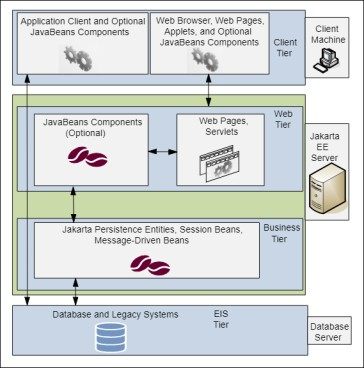 Application Client and Optional
JavaBeans Components
Web Browser, Web Pages,
Applets, and Optional
JavaBeans Components
Client
Tier
Client
Machine
JavaBeans Components
(Optional)
Web Pages,
Servlets
Web
Tier
Jakarta
EE
Server
Jakarta Persistence Entities, Session Beans,
Message-Driven Beans
Business
Tier
Database and Legacy Systems
EIS
Tier
Database
Server